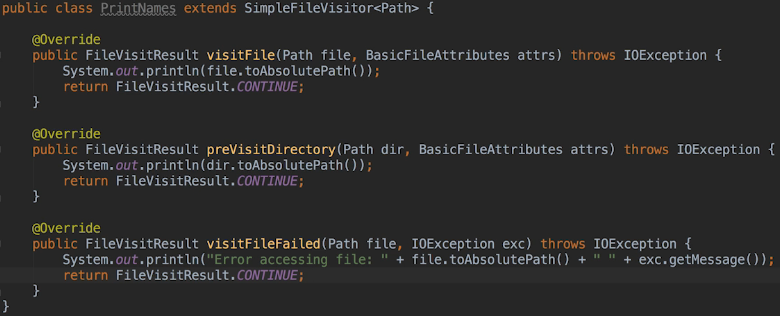 public class PrintNames extends SimpleFileVisitor<Path> {
@Override
public FileVisitResult visitFile(Path file, BasicFileAttributes attrs) throws IOException {
System.out.println(file.toAbsolutePath());
return FileVisitResult.CONTINUE;
}
@Override
public FileVisitResult preVisitDirectory(Path dir, BasicFileAttributes attrs) throws IOException {
System.out.println(dir.toAbsolutePath());
return FileVisitResult.CONTINUE;
}
@Override
public FileVisitResult visitFileFailed(Path file, IOException exc) throws IOException {
System.out.println("Error accessing file: " + file.toAbsolutePath() + " " + exc.getMessage());
return FileVisitResult.CONTINUE;
}
}